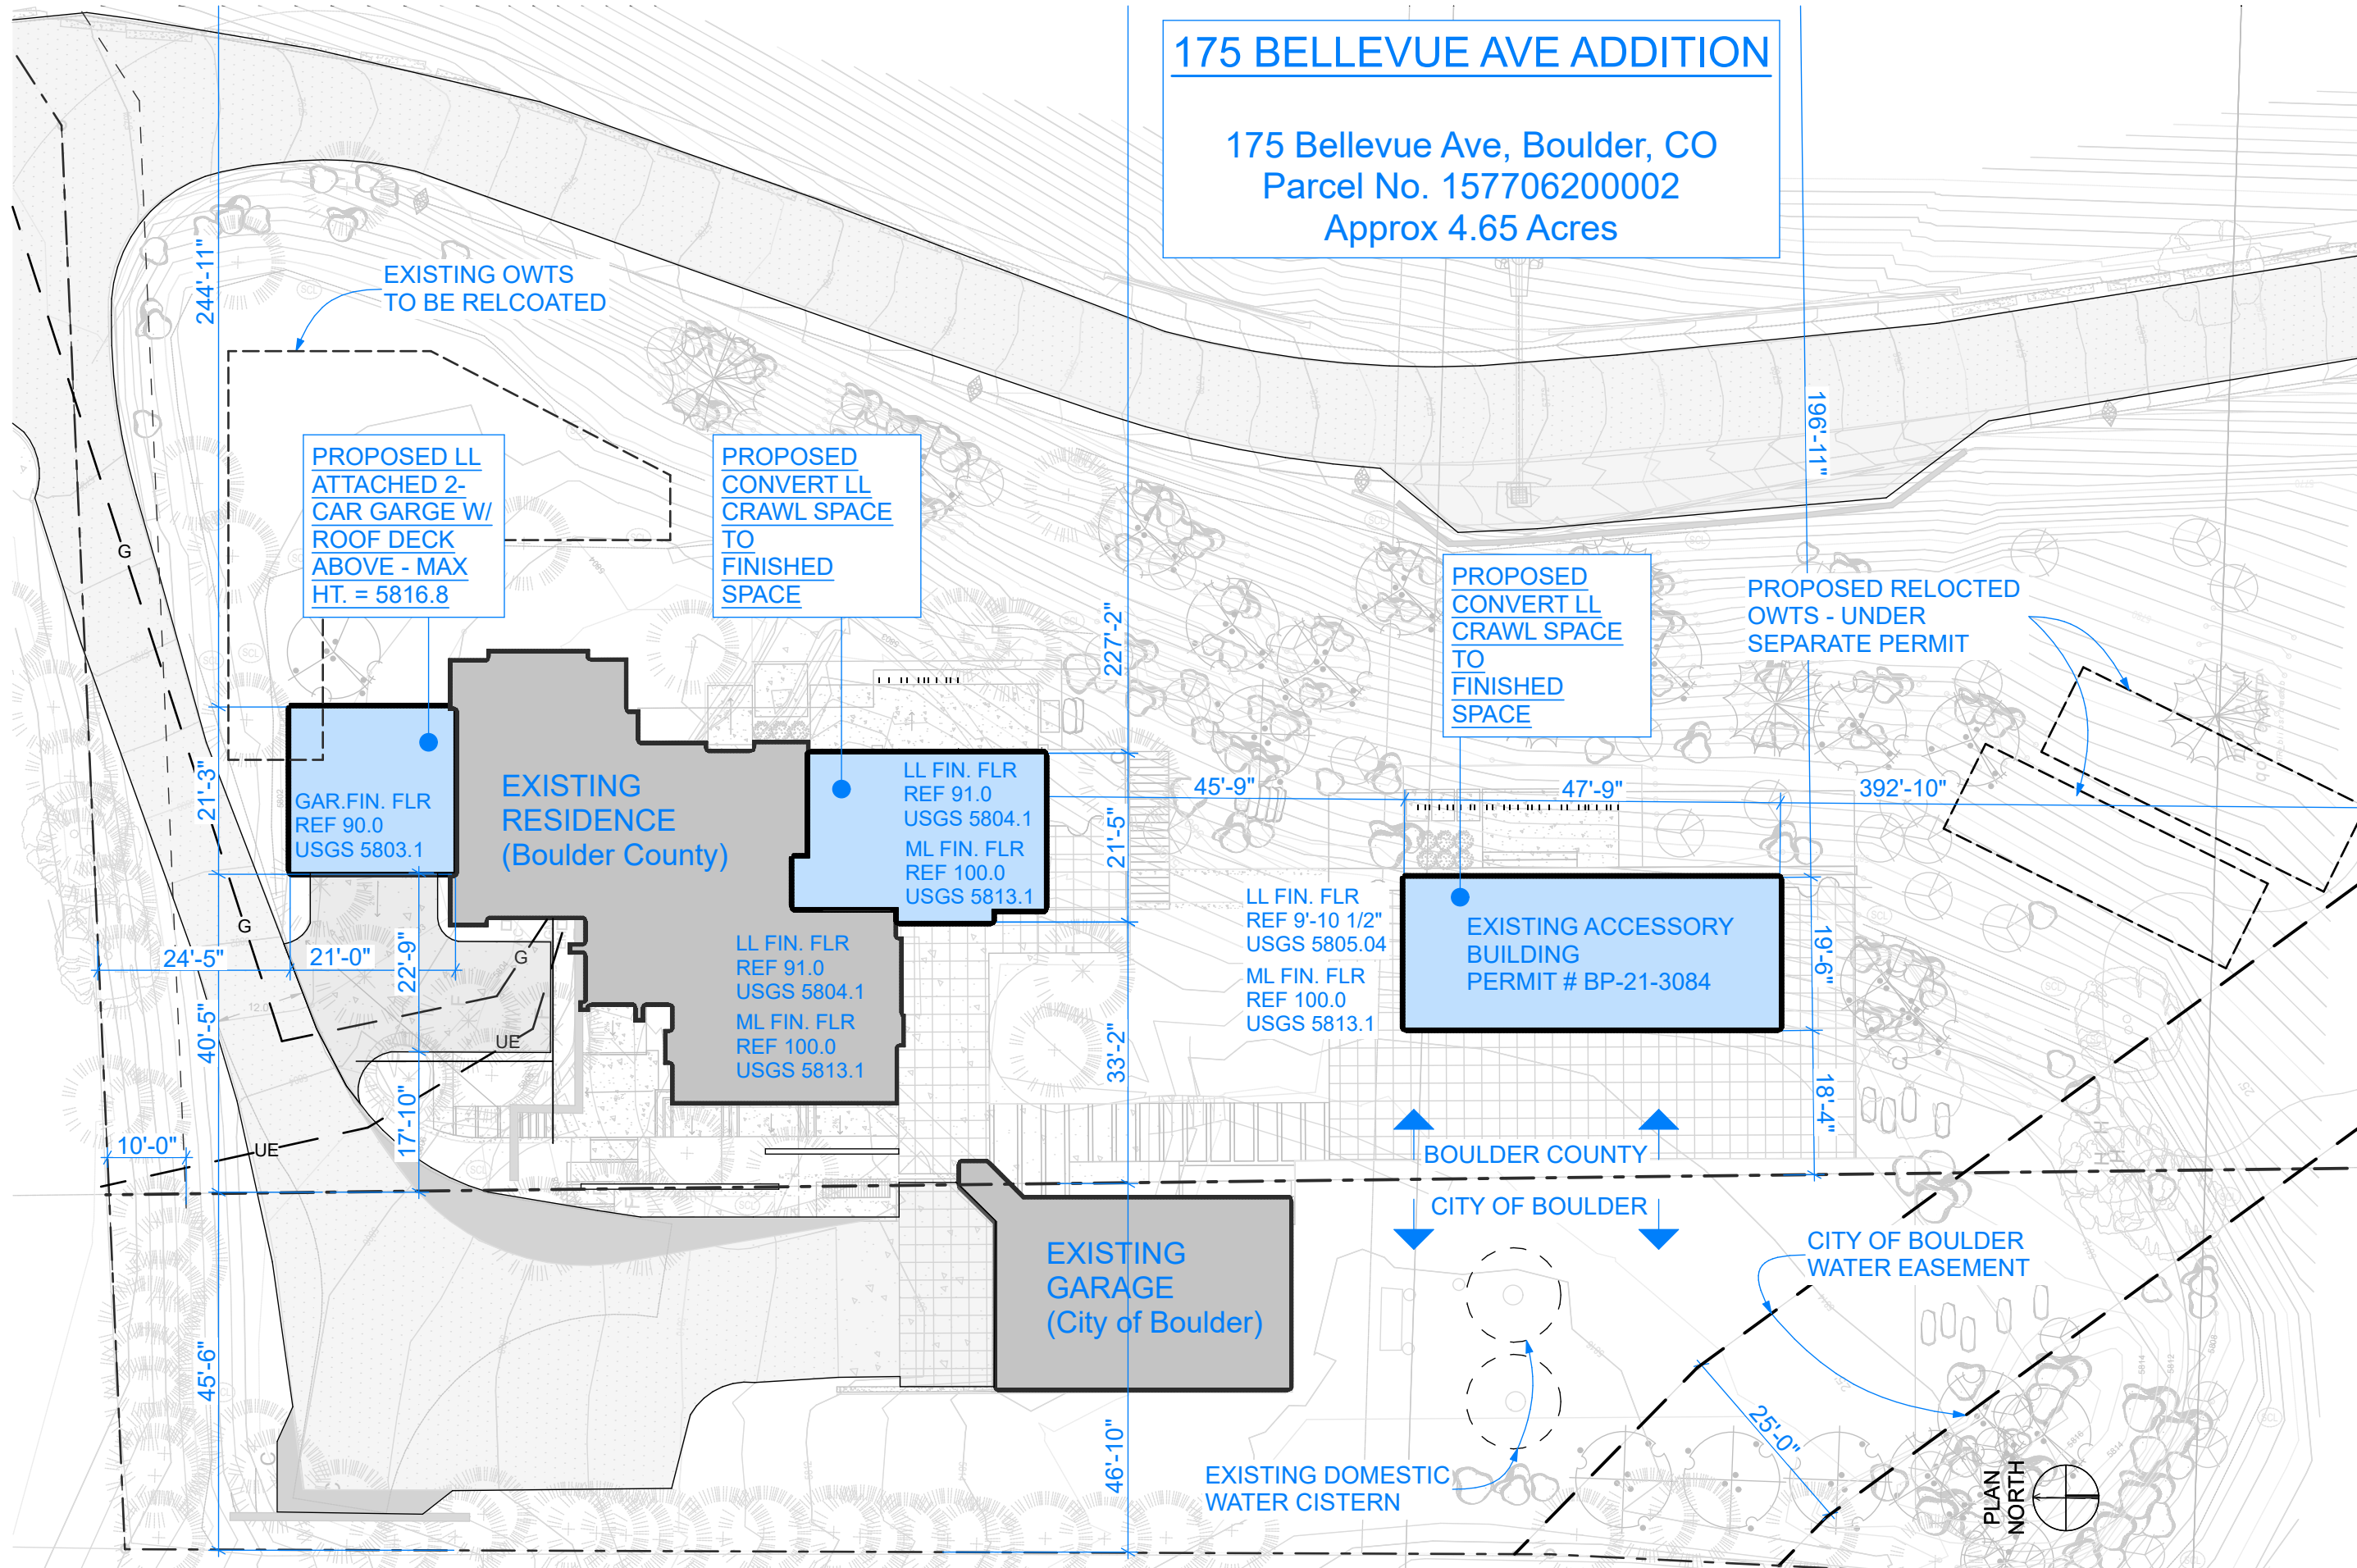 175 BELLEVUE AVE ADDITION
175 Bellevue Ave, Boulder, CO
Parcel No. 157706200002
Approx 4.65 Acres
244'-11"
EXISTING OWTS
TO BE RELCOATED
196'-11"
PROPOSED LL
ATTACHED 2-
CAR GARGE W/
ROOF DECK
ABOVE - MAX
HT. = 5816.8
PROPOSED
CONVERT LL
CRAWL SPACE
TO
FINISHED
SPACE
PROPOSED
CONVERT LL
CRAWL SPACE
TO
FINISHED
SPACE
PROPOSED RELOCTED
OWTS - UNDER
SEPARATE PERMIT
G
227'-2"
21'-3"
GAR.FIN. FLR
REF 90.0
USGS 5803.1
EXISTING
RESIDENCE
(Boulder County)
LL FIN. FLR
REF 91.0
USGS 5804.1
ML FIN. FLR
REF 100.0
USGS 5813.1
45'-9"
47'-9"
392'-10"
21'-5"
LL FIN. FLR
REF 9'-10 1/2"
USGS 5805.04
ML FIN. FLR
REF 100.0
USGS 5813.1
EXISTING ACCESSORY
BUILDING
PERMIT # BP-21-3084
19'-6"
G
24'-5"
21'-0"
22'-9"
G
LL FIN. FLR
REF 91.0
USGS 5804.1
ML FIN. FLR
REF 100.0
USGS 5813.1
40'-5"
12.0
UE
33'-2"
17'-10"
18'-4"
10'-0"
UE
BOULDER COUNTY
CITY OF BOULDER
EXISTING
GARAGE
(City of Boulder)
CITY OF BOULDER
WATER EASEMENT
45'-6"
46'-10"
25'-0"
EXISTING DOMESTIC
WATER CISTERN
PLAN
NORTH